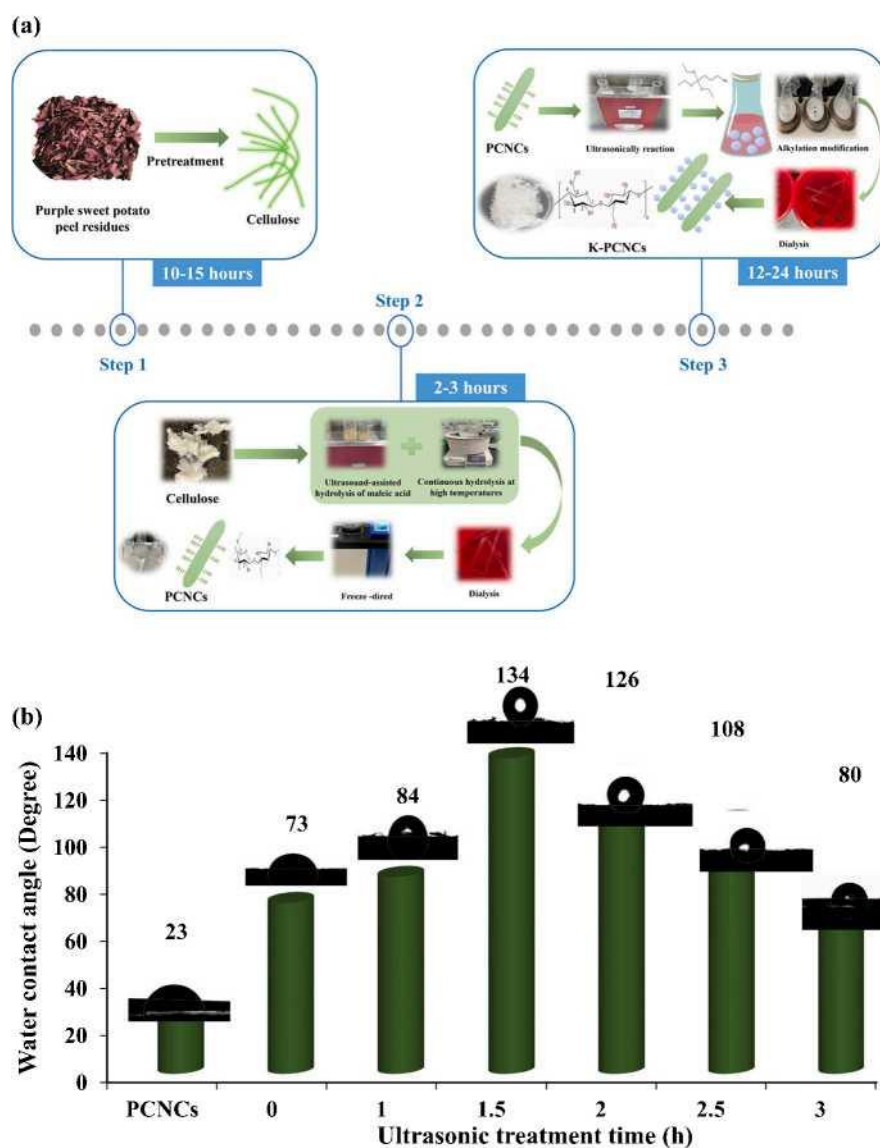 (a)
Pretreatment
Purple sweet potato
peel residues
Cellulose
10-15 hours
Step 1
PCNCs
Ultrasonically reaction
Alkylation modification
K-PCNCs
Dialysis
12-24 hours
Step 2
Step 3
2-3 hours
Cellulose
Ultrasound-assisted
hydrolysis of maleic acid
Continuous hydrolysis at
high temperatures
PCNCs
Freeze -dired
Dialysis
(b)
Water contact angle (Degree)
140
120
100
80
60
40
20
0
23
73
84
134
126
108
80
PCNCs
0
1
1.5
2
2.5
3
Ultrasonic treatment time (h)